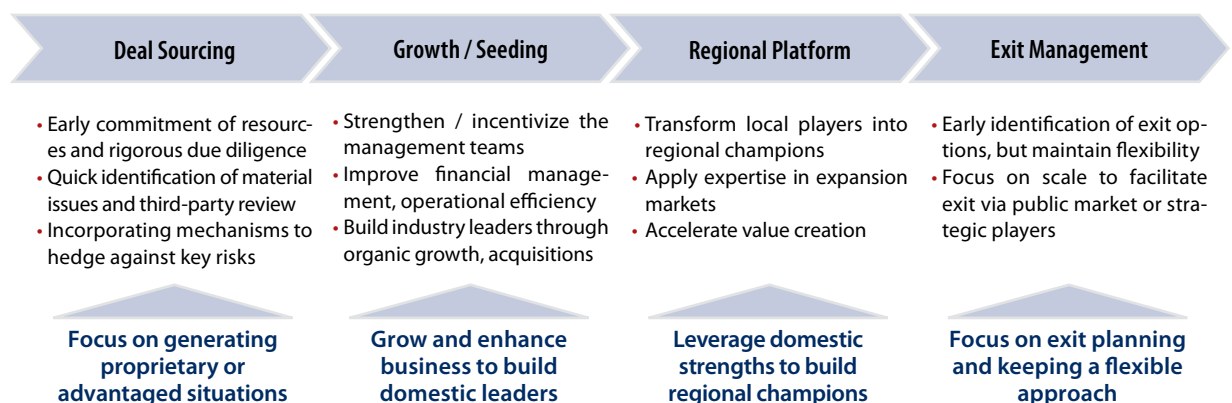 Deal Sourcing
Growth / Seeding
Regional Platform
Exit Management
• Early commitment of resourc-
es and rigorous due diligence
• Quick identification of material
issues and third-party review
• Incorporating mechanisms to
hedge against key risks
• Strengthen / incentivize the
management teams
• Improve financial manage-
ment, operational efficiency
• Build industry leaders through
organic growth, acquisitions
• Transform local players into
regional champions
• Apply expertise in expansion
markets
• Accelerate value creation
• Early identification of exit op-
tions, but maintain flexibility
• Focus on scale to facilitate
exit via public market or stra-
tegic players
Focus on generating
proprietary or
advantaged situations
Grow and enhance
business to build
domestic leaders
Leverage domestic
strengths to build
regional champions
Focus on exit planning
and keeping a flexible
approach